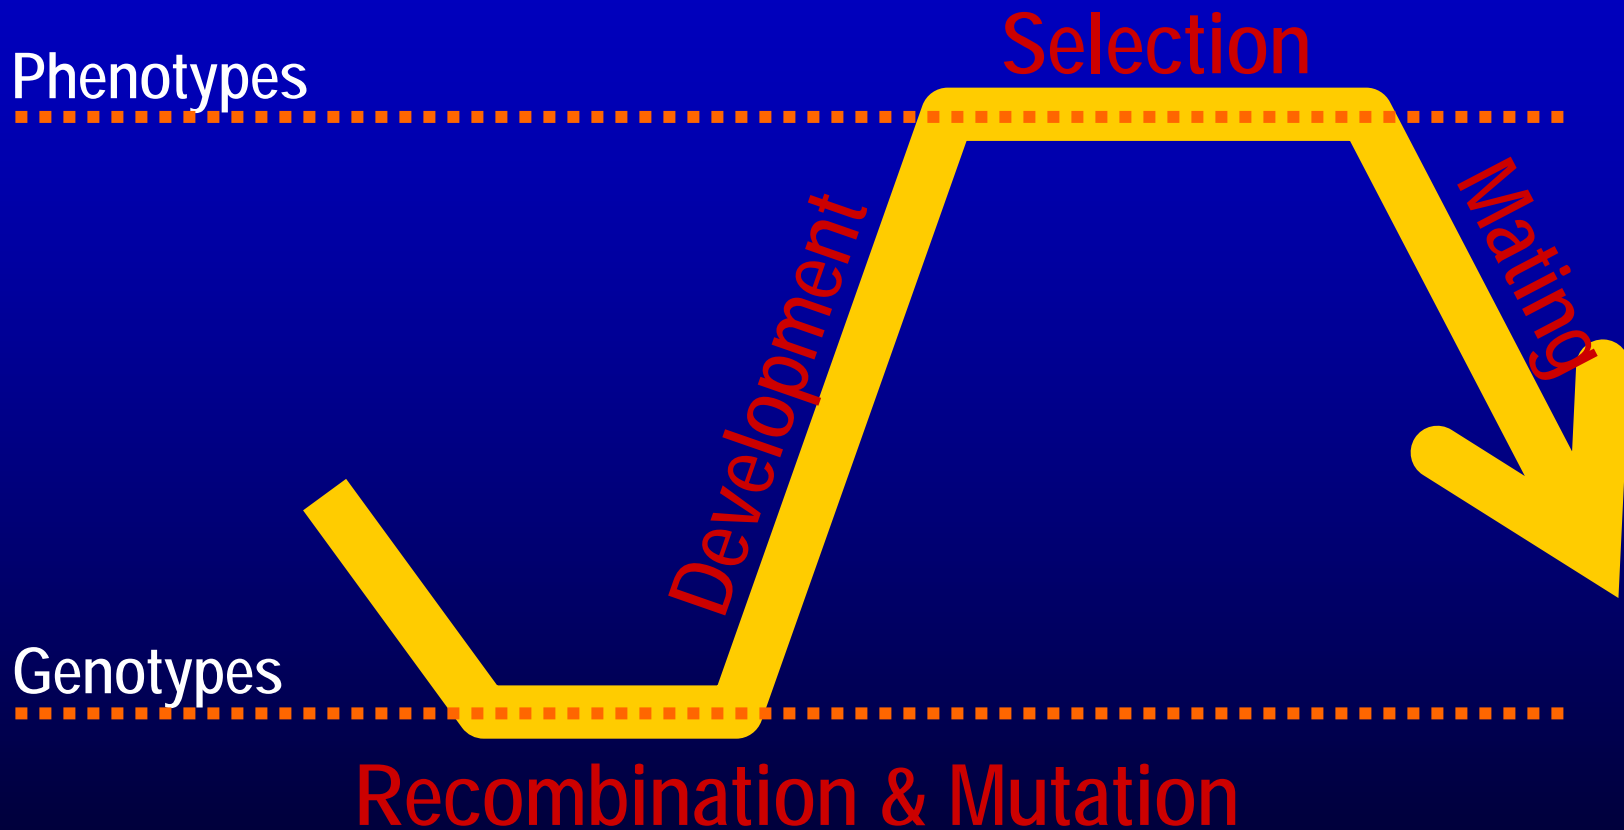 Selection
Phenotypes
Mating
Development
Genotypes
Recombination & Mutation